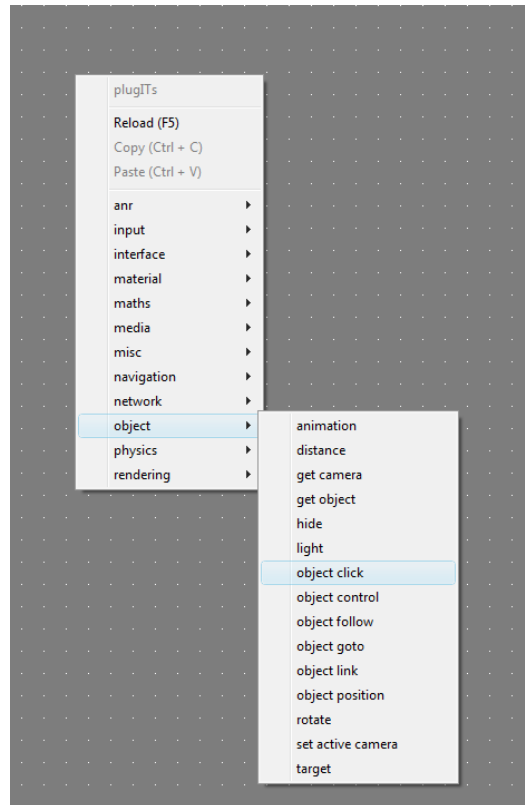 plugITs
Reload (F5)
Copy (Ctrl + C)
Paste (Ctrl + V)
anr
input
interface
material
maths
media
misc
navigation
network
object
physics
rendering
animation
distance
get camera
get object
hide
light
object click
object control
object follow
object goto
object link
object position
rotate
set active camera
target